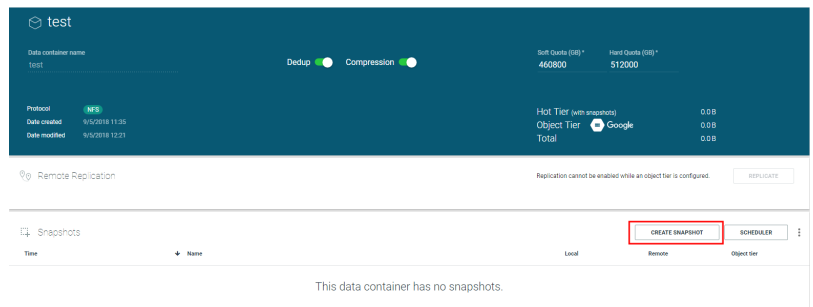 test
Data container name
test
Dedup
Compression
Soft Quota (GB) *
460800
Hard Quota (GB) *
512000
Protocol NFS
Date created 9/5/2018 11:35
Date modified 9/5/2018 12:21
Hot Tier (with snapshots) 0.0 B
Object Tier Google 0.0 B
Total 0.0 B
Remote Replication
Replication cannot be enabled while an object tier is configured.
REPLICATE
Snapshots
CREATE SNAPSHOT
SCHEDULER
Time Name Local Remote Object tier
This data container has no snapshots.